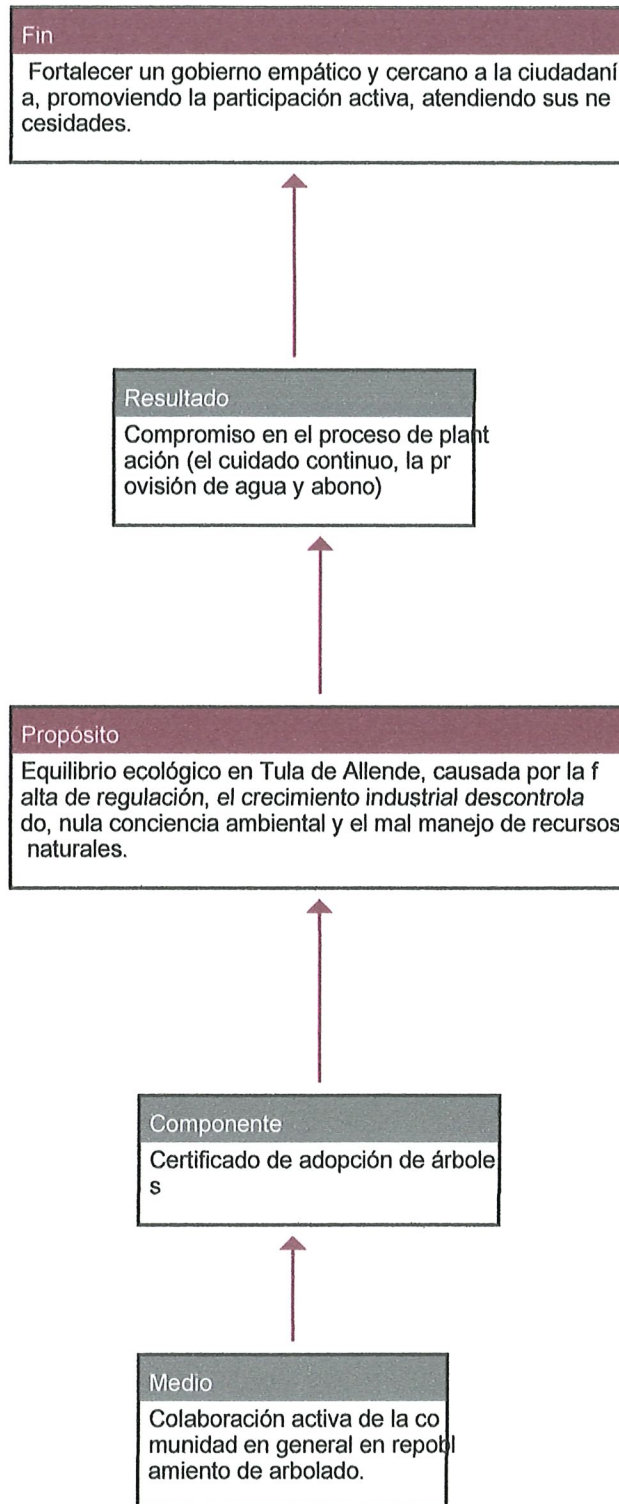 Fin
Fortalecer un gobierno empático y cercano a la ciudadaní
a, promoviendo la participación activa, atendiendo sus ne
cesidades.
Resultado
Compromiso en el proceso de plant
ación (el cuidado continuo, la pr
ovisión de agua y abono)
Propósito
Equilibrio ecológico en Tula de Allende, causada por la f
alta de regulación, el crecimiento industrial descontrola
do, nula conciencia ambiental y el mal manejo de recursos
naturales.
Componente
Certificado de adopción de árbole
s
Medio
Colaboración activa de la co
munidad en general en repobl
amiento de arbolado.